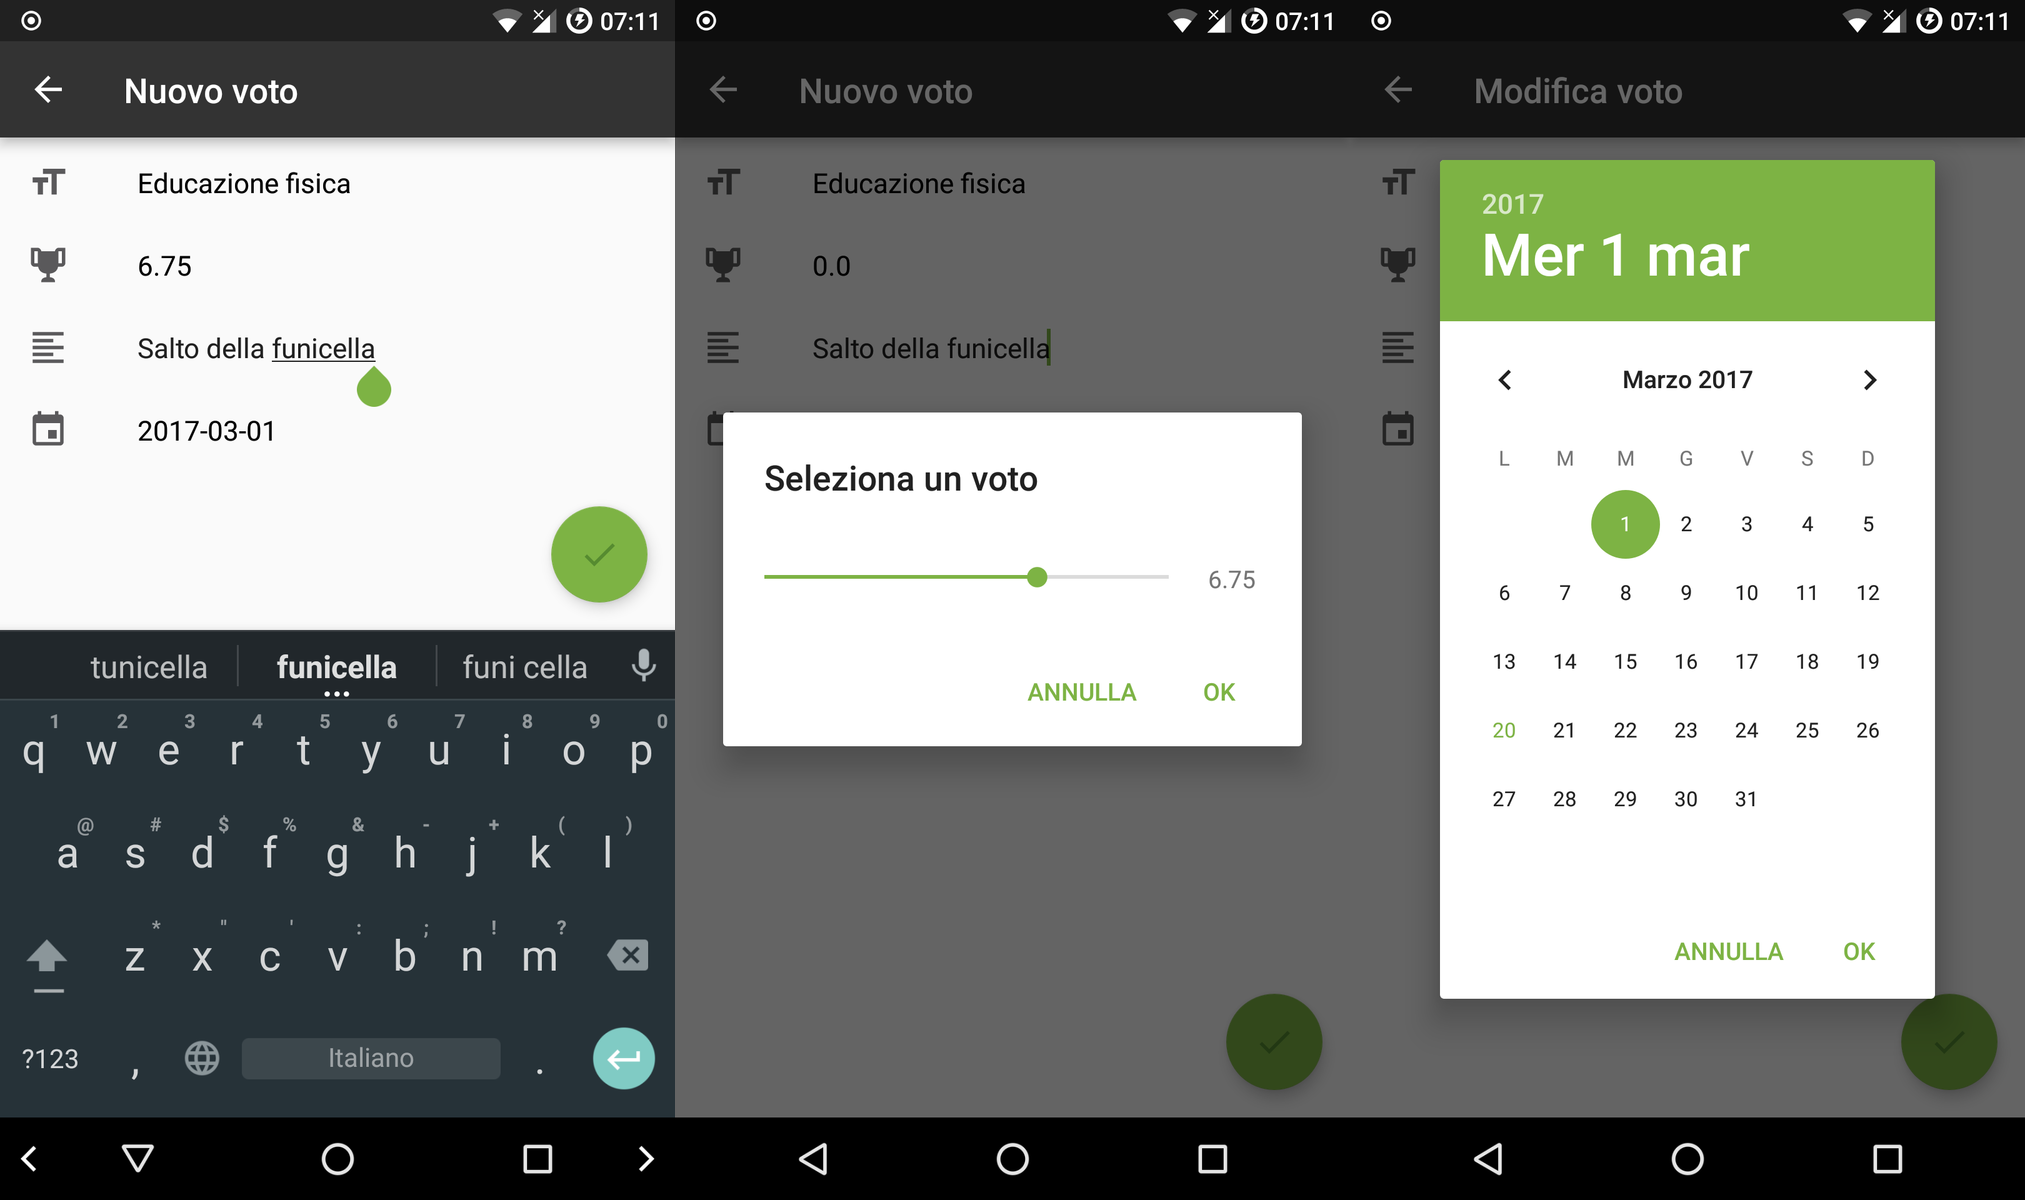 07:11
Nuovo voto
Educazione fisica
6.75
Salto della funicella
2017-03-01
tunicella funicella funi cella
1 2 3 4 5 6 7 8 9 0
q w e r t y u i o p
@ # $ % & - + ( )
a s d f g h j k l
* " ' : ; ! ?
z x c v b n m
?123 , Italiano .
07:11
Nuovo voto
Educazione fisica
0.0
Salto della funicella
Seleziona un voto
6.75
ANNULLA OK
07:11
Modifica voto
2017
Mer 1 mar
Marzo 2017
L M M G V S D
1 2 3 4 5
6 7 8 9 10 11 12
13 14 15 16 17 18 19
20 21 22 23 24 25 26
27 28 29 30 31
ANNULLA OK